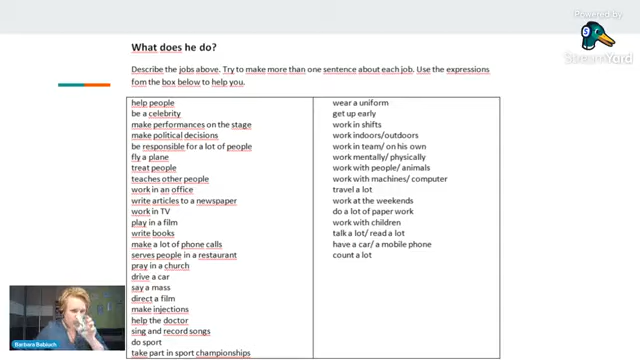 Powered by
StreamYard
What does he do?
Describe the jobs above. Try to make more than one sentence about each job. Use the expressions
fom the box below to help you.
help people
be a celebrity
make performances on the stage
make political decisions
be responsible for a lot of people
fly a plane
treat people
teaches other people
work in an office
write articles to a newspaper
work in TV
play in a film
write books
make a lot of phone calls
serves people in a restaurant
pray in a church
drive a car
say a mass
direct a film
make injections
help the doctor
sing and record songs
do sport
take part in sport championships
wear a uniform
get up early
work in shifts
work indoors/outdoors
work in team/ on his own
work mentally/ physically
work with people/ animals
work with machines/ computer
travel a lot
work at the weekends
do a lot of paper work
work with children
talk a lot/ read a lot
have a car/ a mobile phone
count a lot
Barbara Babiuch